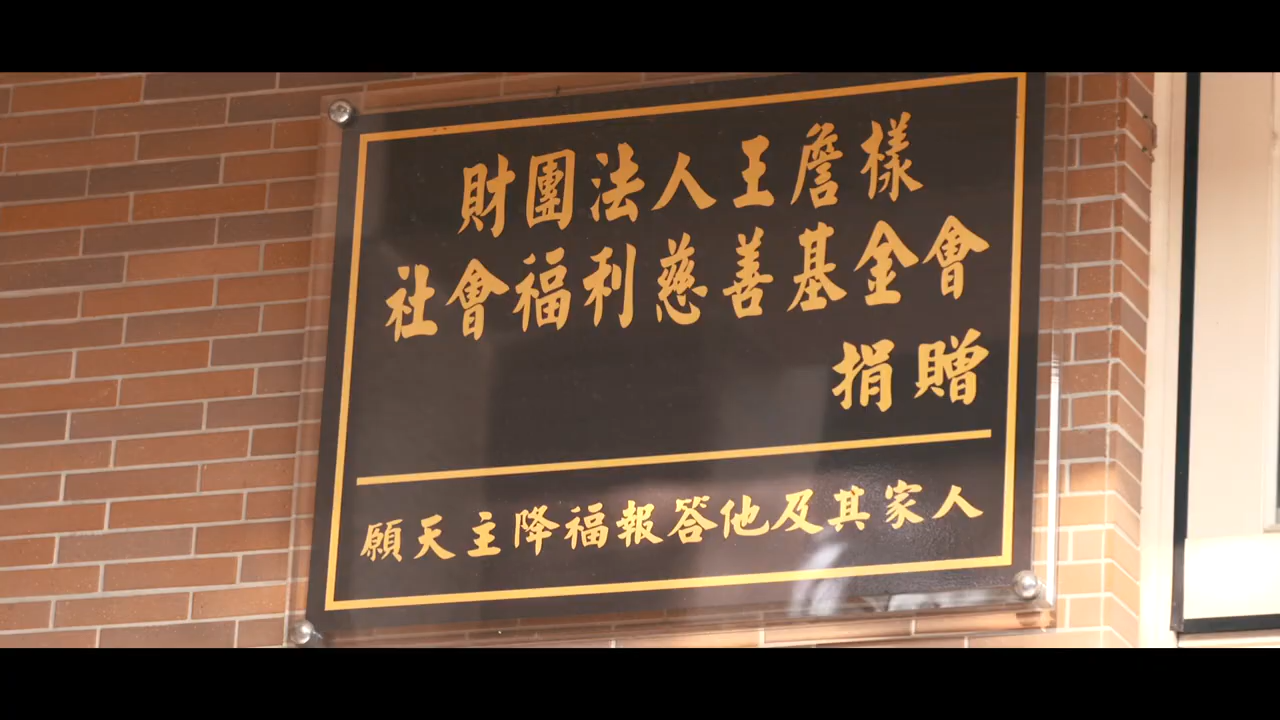 財團法人王詹樣
社會福利慈善基金會
捐贈
願天主降福報答他及其家人